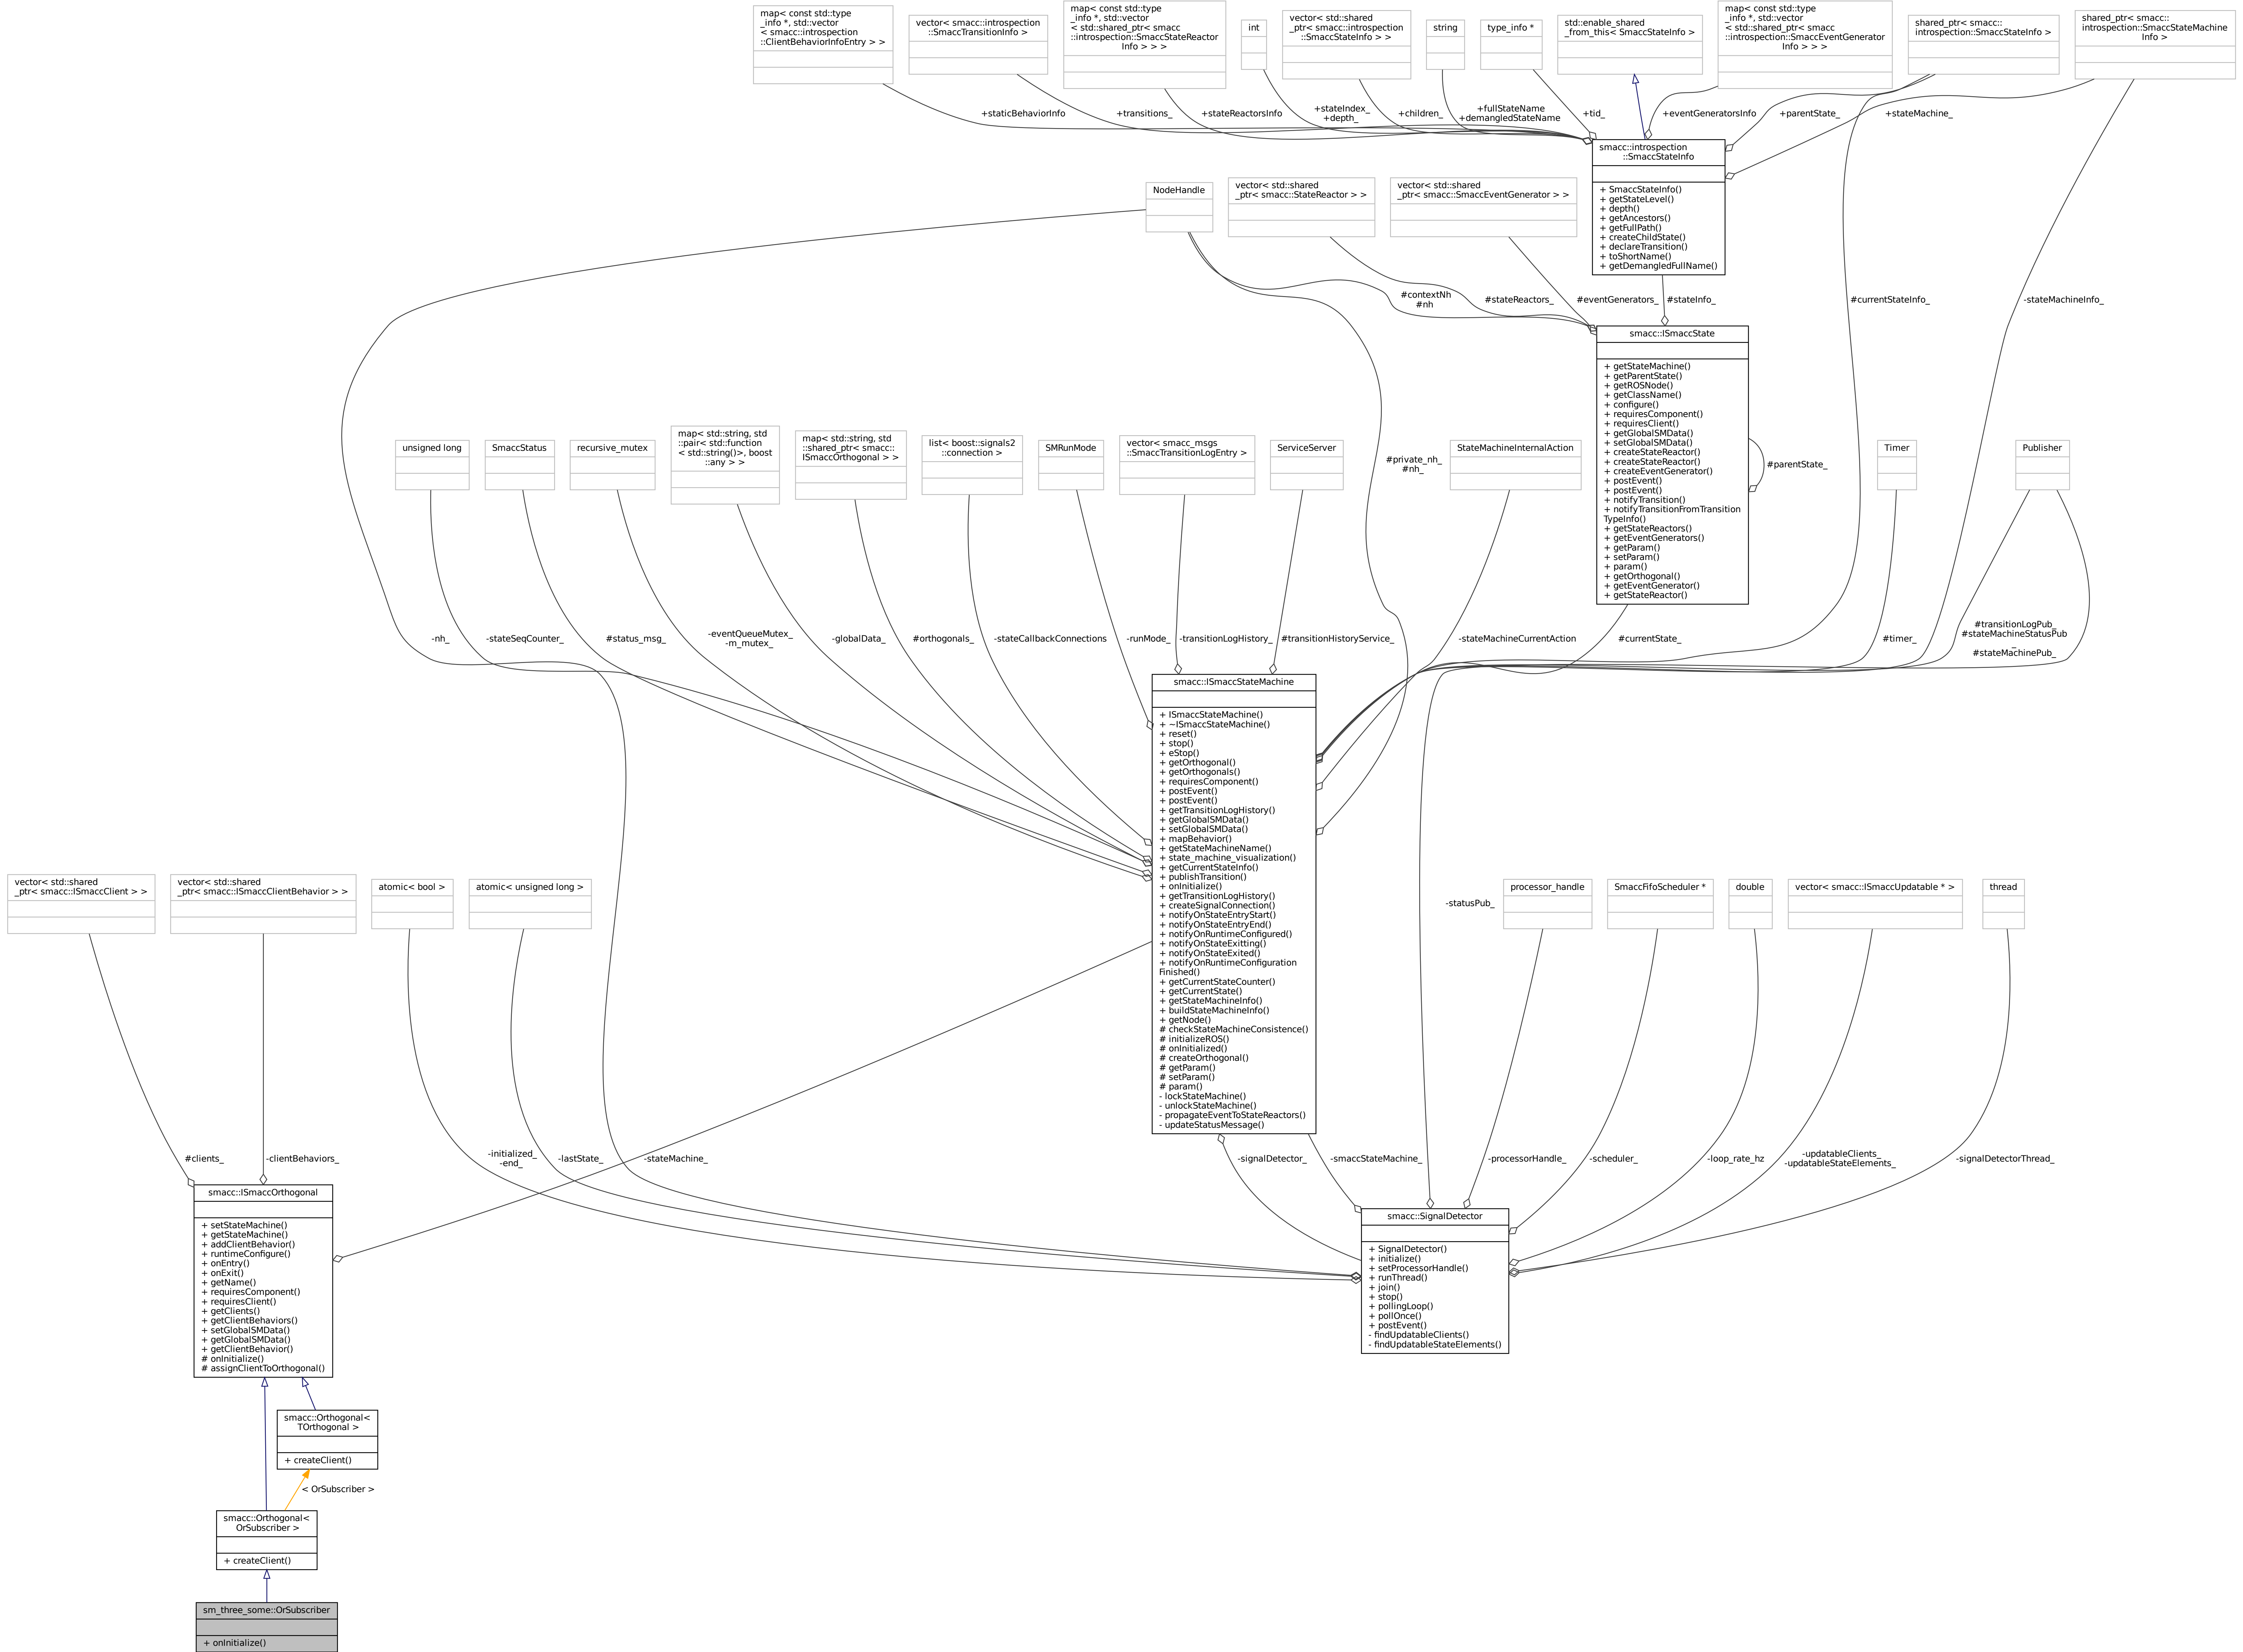 map< const std::type
_info *, std::vector
< smacc::introspection
::ClientBehaviorInfoEntry > >
vector< smacc::introspection
::SmaccTransitionInfo >
map< const std::type
_info *, std::vector
< std::shared_ptr< smacc
::introspection::SmaccStateReactor
Info > > >
int
vector< std::shared
_ptr< smacc::introspection
::SmaccStateInfo > >
string
type_info *
std::enable_shared
_from_this< SmaccStateInfo >
map< const std::type
_info *, std::vector
< std::shared_ptr< smacc
::introspection::SmaccEventGenerator
Info > > >
shared_ptr< smacc::
introspection::SmaccStateInfo >
shared_ptr< smacc::
introspection::SmaccStateMachine
Info >
+staticBehaviorInfo
+transitions_
+stateReactorsInfo
+stateIndex_
+depth_
+children_
+fullStateName
+demangledStateName
+tid_
+eventGeneratorsInfo
+parentState_
+stateMachine_
smacc::introspection
::SmaccStateInfo
+ SmaccStateInfo()
+ getStateLevel()
+ depth()
+ getAncestors()
+ getFullPath()
+ createChildState()
+ declareTransition()
+ toShortName()
+ getDemangledFullName()
NodeHandle
vector< std::shared
_ptr< smacc::StateReactor > >
vector< std::shared
_ptr< smacc::SmaccEventGenerator > >
#contextNh
#nh
#stateReactors_
#eventGenerators_
#stateInfo_
#currentStateInfo_
-stateMachineInfo_
smacc::ISmaccState
+ getStateMachine()
+ getParentState()
+ getROSNode()
+ getClassName()
+ configure()
+ requiresComponent()
+ requiresClient()
+ getGlobalSMData()
+ setGlobalSMData()
+ createStateReactor()
+ createStateReactor()
+ createEventGenerator()
+ postEvent()
+ postEvent()
+ notifyTransition()
+ notifyTransitionFromTransition
TypeInfo()
+ getStateReactors()
+ getEventGenerators()
+ getParam()
+ setParam()
+ param()
+ getOrthogonal()
+ getEventGenerator()
+ getStateReactor()
#parentState_
unsigned long
SmaccStatus
recursive_mutex
map< std::string, std
::pair< std::function
< std::string()>, boost
::any > >
map< std::string, std
::shared_ptr< smacc::
ISmaccOrthogonal > >
list< boost::signals2
::connection >
SMRunMode
vector< smacc_msgs
::SmaccTransitionLogEntry >
ServiceServer
#private_nh_
#nh_
StateMachineInternalAction
Timer
Publisher
-nh_
-stateSeqCounter_
#status_msg_
-eventQueueMutex_
-m_mutex_
-globalData_
#orthogonals_
-stateCallbackConnections
-runMode_
-transitionLogHistory_
#transitionHistoryService_
-stateMachineCurrentAction
#currentState_
#timer_
#transitionLogPub_
#stateMachineStatusPub
_
#stateMachinePub_
smacc::ISmaccStateMachine
+ ISmaccStateMachine()
+ ~ISmaccStateMachine()
+ reset()
+ stop()
+ eStop()
+ getOrthogonal()
+ getOrthogonals()
+ requiresComponent()
+ postEvent()
+ postEvent()
+ getTransitionLogHistory()
+ getGlobalSMData()
+ setGlobalSMData()
+ mapBehavior()
+ getStateMachineName()
+ state_machine_visualization()
+ getCurrentStateInfo()
+ publishTransition()
+ onInitialize()
+ getTransitionLogHistory()
+ createSignalConnection()
+ notifyOnStateEntryStart()
+ notifyOnStateEntryEnd()
+ notifyOnRuntimeConfigured()
+ notifyOnStateExitting()
+ notifyOnStateExited()
+ notifyOnRuntimeConfiguration
Finished()
+ getCurrentStateCounter()
+ getCurrentState()
+ getStateMachineInfo()
+ buildStateMachineInfo()
+ getNode()
# checkStateMachineConsistence()
# initializeROS()
# onInitialized()
# createOrthogonal()
# getParam()
# setParam()
# param()
- lockStateMachine()
- unlockStateMachine()
- propagateEventToStateReactors()
- updateStatusMessage()
vector< std::shared
_ptr< smacc::ISmaccClient > >
vector< std::shared
_ptr< smacc::ISmaccClientBehavior > >
atomic< bool >
atomic< unsigned long >
-statusPub_
processor_handle
SmaccFifoScheduler *
double
vector< smacc::ISmaccUpdatable * >
thread
#clients_
-clientBehaviors_
-initialized_
-end_
-lastState_
-stateMachine_
-signalDetector_
-smaccStateMachine_
-processorHandle_
-scheduler_
-loop_rate_hz
-updatableClients_
-updatableStateElements_
-signalDetectorThread_
smacc::ISmaccOrthogonal
+ setStateMachine()
+ getStateMachine()
+ addClientBehavior()
+ runtimeConfigure()
+ onEntry()
+ onExit()
+ getName()
+ requiresComponent()
+ requiresClient()
+ getClients()
+ getClientBehaviors()
+ setGlobalSMData()
+ getGlobalSMData()
+ getClientBehavior()
# onInitialize()
# assignClientToOrthogonal()
smacc::SignalDetector
+ SignalDetector()
+ initialize()
+ setProcessorHandle()
+ runThread()
+ join()
+ stop()
+ pollingLoop()
+ pollOnce()
+ postEvent()
- findUpdatableClients()
- findUpdatableStateElements()
smacc::Orthogonal<
TOrthogonal >
+ createClient()
< OrSubscriber >
smacc::Orthogonal<
OrSubscriber >
+ createClient()
sm_three_some::OrSubscriber
+ onInitialize()